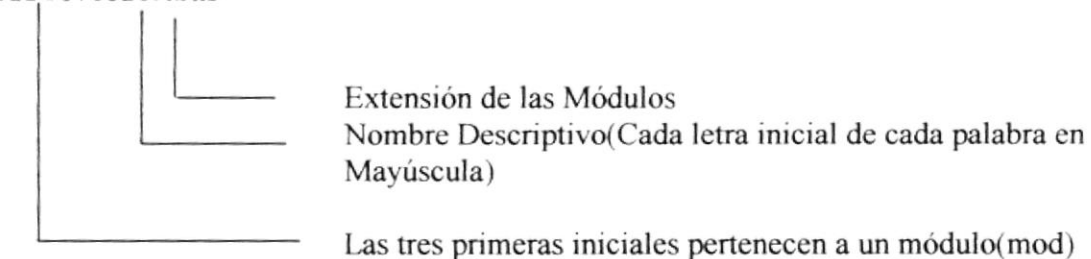 Extensión de las Módulos
Nombre Descriptivo(Cada letra inicial de cada palabra en
Mayúscula)
Las tres primeras iniciales pertenecen a un módulo(mod)